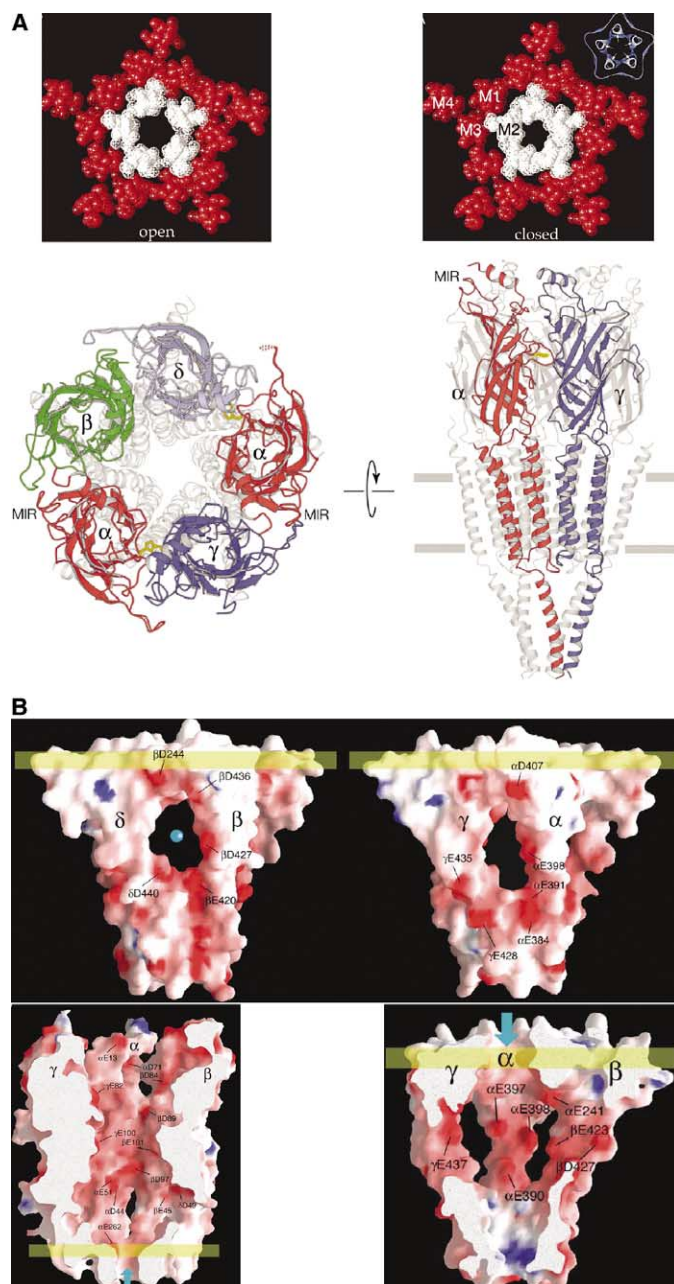 A
M4
M1
M3
M2
open
closed
MIR
δ
β
α
α
γ
α
γ
MIR
MIR
B
βD244
βD436
δ
β
βD427
δD440
βE420
αD407
γ
α
γE435
αE398
αE391
γE428
αE384
γ
α
β
αE13
αD71
βD84
γE82
βD89
γE100
βE181
βD97
αE51
αD44
βE45
αE262
γ
α
β
αE397
αE398
αE241
βE423
γE437
βD427
αE390